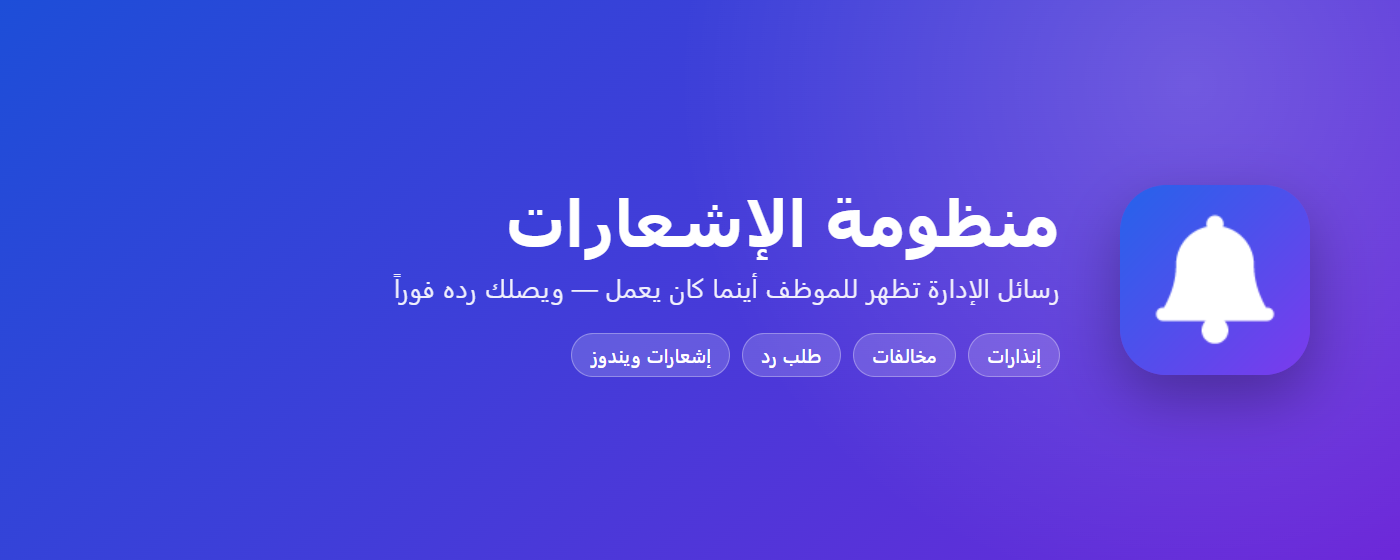 منظومة الإشعارات
رسائل الإدارة تظهر للموظف أينما كان يعمل — ويصلك رده فوراً
إنذارات مخالفات طلب رد إشعارات ويندوز